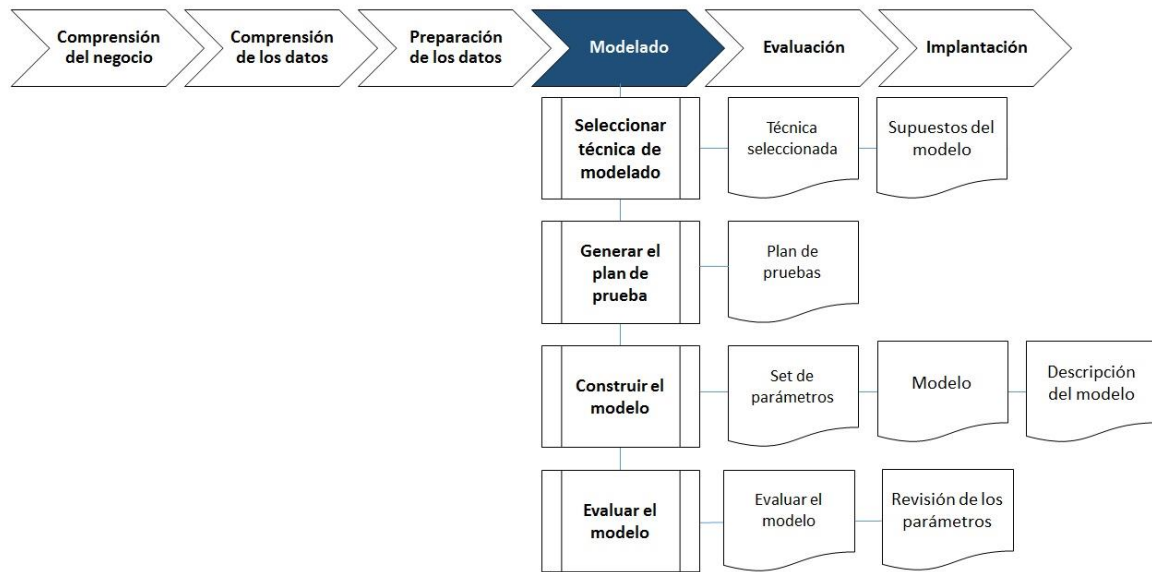 Comprensión
del negocio
Comprensión
de los datos
Preparación
de los datos
Modelado
Evaluación
Implantación
Seleccionar
técnica de
modelado
Técnica
seleccionada
Supuestos del
modelo
Generar el
plan de
prueba
Plan de
pruebas
Construir el
modelo
Set de
parámetros
Modelo
Descripción
del modelo
Evaluar el
modelo
Evaluar el
modelo
Revisión de los
parámetros